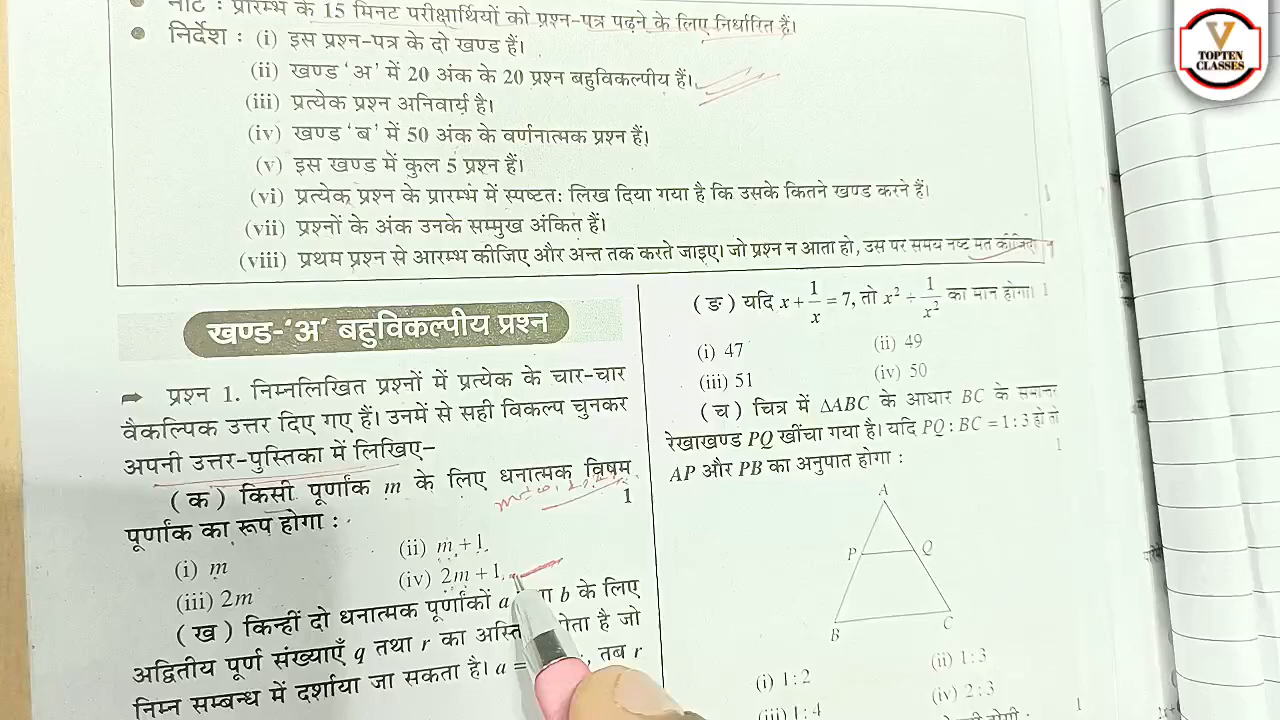 नोट : प्रारम्भ के 15 मिनट परीक्षार्थियों को प्रश्न-पत्र पढ़ने के लिए निर्धारित हैं।
निर्देश : (i) इस प्रश्न-पत्र के दो खण्ड हैं।
(ii) खण्ड 'अ' में 20 अंक के 20 प्रश्न बहुविकल्पीय हैं।
(iii) प्रत्येक प्रश्न अनिवार्य है।
(iv) खण्ड 'ब' में 50 अंक के वर्णनात्मक प्रश्न हैं।
(v) इस खण्ड में कुल 5 प्रश्न हैं।
(vi) प्रत्येक प्रश्न के प्रारम्भ में स्पष्टतः लिख दिया गया है कि उसके कितने खण्ड करने हैं।
(vii) प्रश्नों के अंक उनके सम्मुख अंकित हैं।
(viii) प्रथम प्रश्न से आरम्भ कीजिए और अन्त तक करते जाइए। जो प्रश्न न आता हो, उस पर समय नष्ट मत कीजिए।
खण्ड-'अ' बहुविकल्पीय प्रश्न
➡ प्रश्न 1. निम्नलिखित प्रश्नों में प्रत्येक के चार-चार
वैकल्पिक उत्तर दिए गए हैं। उनमें से सही विकल्प चुनकर
अपनी उत्तर-पुस्तिका में लिखिए–
(क) किसी पूर्णांक m के लिए धनात्मक विषम
पूर्णांक का रूप होगा : 1
(i) m (ii) m + 1
(iii) 2m (iv) 2m + 1
(ख) किन्हीं दो धनात्मक पूर्णांकों a b के लिए
अद्वितीय पूर्ण संख्याएँ q तथा r का है जो
निम्न सम्बन्ध में दर्शाया जा सकता है। a = , तब r
(ङ) यदि x + 1/x = 7, तो x² + 1/x² का मान होगा। 1
(i) 47 (ii) 49
(iii) 51 (iv) 50
(च) चित्र में ΔABC के आधार BC के समान्तर
रेखाखण्ड PQ खींचा गया है। यदि PQ : BC = 1 : 3 हो तो
AP और PB का अनुपात होगा : 1
A
P Q
B C
(i) 1 : 2 (ii) 1 : 3
(iii) 1 : 4 (iv) 2 : 3
V
TOPTEN
CLASSES